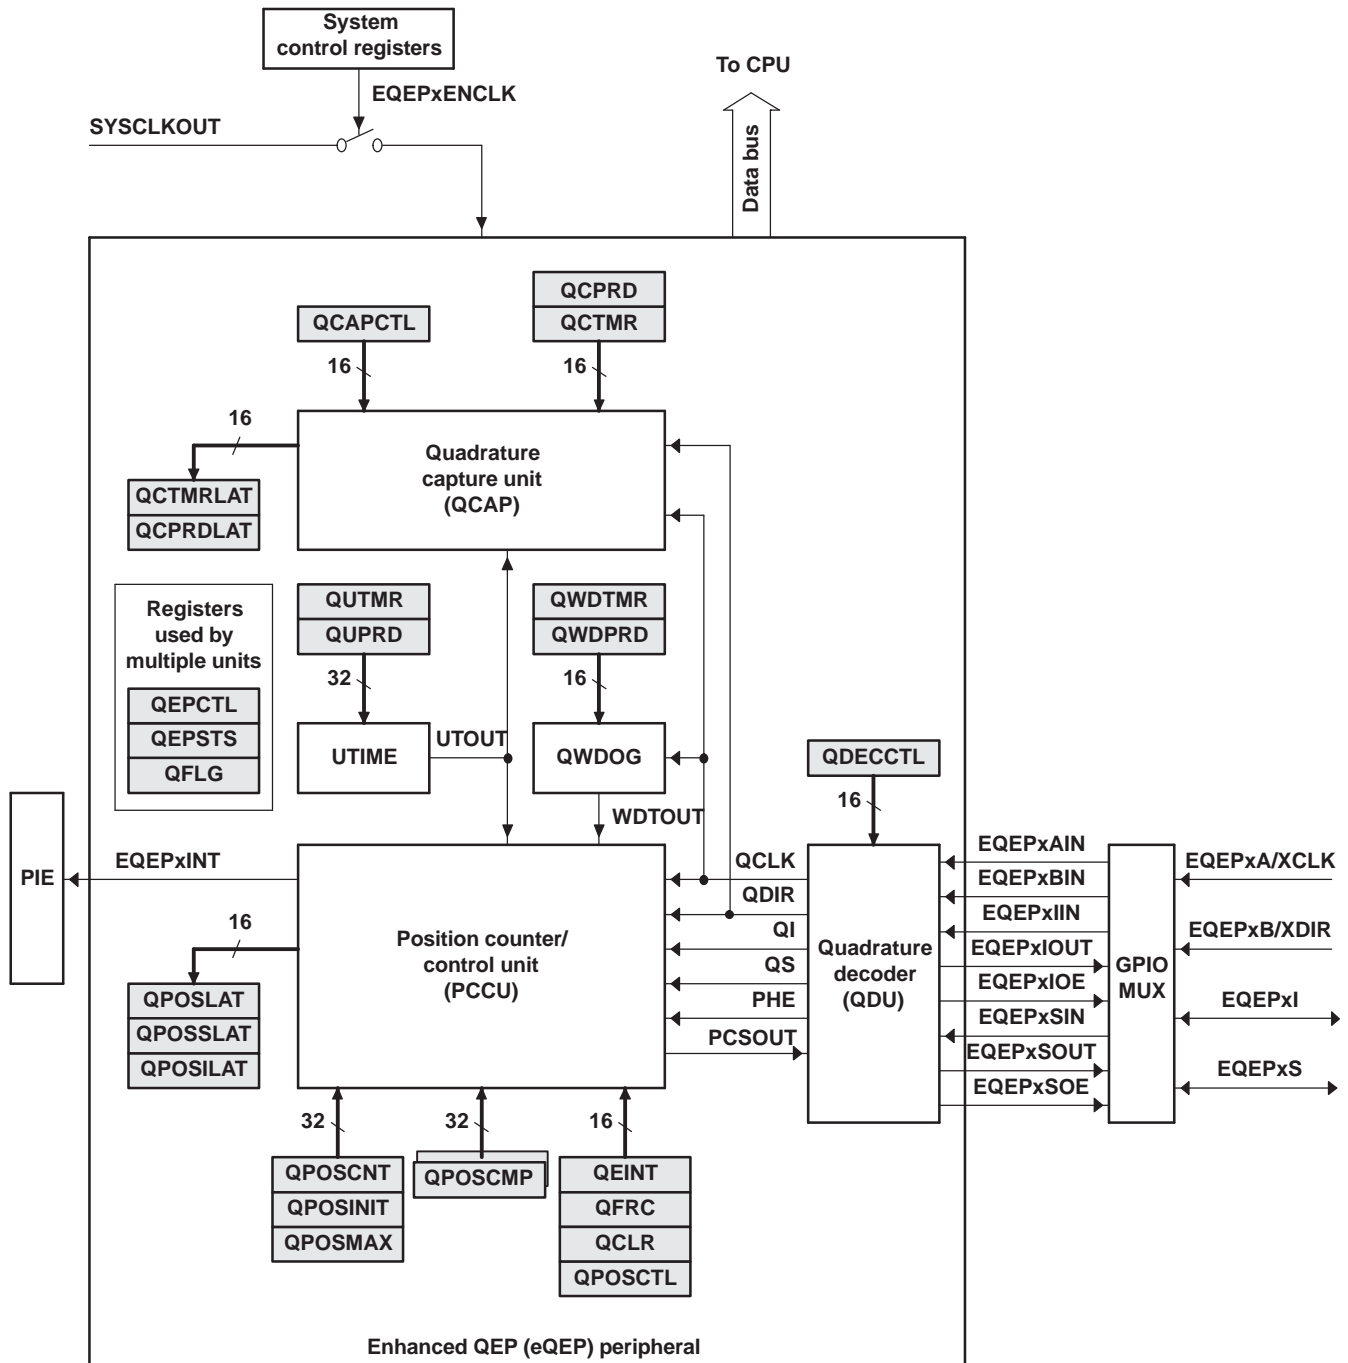 System
control registers
To CPU
EQEPxENCLK
SYSCLKOUT
Data bus
QCPRD
QCAPCTL
QCTMR
16
16
16
Quadrature
capture unit
(QCAP)
QCTMRLAT
QCPRDLAT
Registers
used by
multiple units
QEPCTL
QEPSTS
QFLG
QUTMR
QUPRD
32
UTIME
UTOUT
QWDTMR
QWDPRD
16
QWDOG
WDTOUT
QDECCTL
16
PIE
EQEPxINT
16
QPOSLAT
QPOSSLAT
QPOSILAT
Position counter/
control unit
(PCCU)
QCLK
QDIR
QI
QS
PHE
PCSOUT
Quadrature
decoder
(QDU)
EQEPxAIN
EQEPxBIN
EQEPxIIN
EQEPxIOUT
EQEPxIOE
EQEPxSIN
EQEPxSOUT
EQEPxSOE
GPIO
MUX
EQEPxA/XCLK
EQEPxB/XDIR
EQEPxI
EQEPxS
32
32
16
QPOSCNT
QPOSINIT
QPOSMAX
QPOSCMP
QEINT
QFRC
QCLR
QPOSCTL
Enhanced QEP (eQEP) peripheral